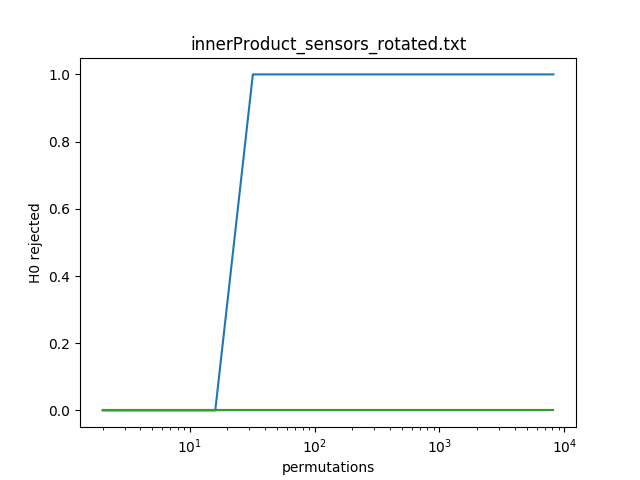 innerProduct_sensors_rotated.txt
1.0
0.8
0.6
0.4
0.2
0.0
H0 rejected
10¹ 10² 10³ 10⁴
permutations